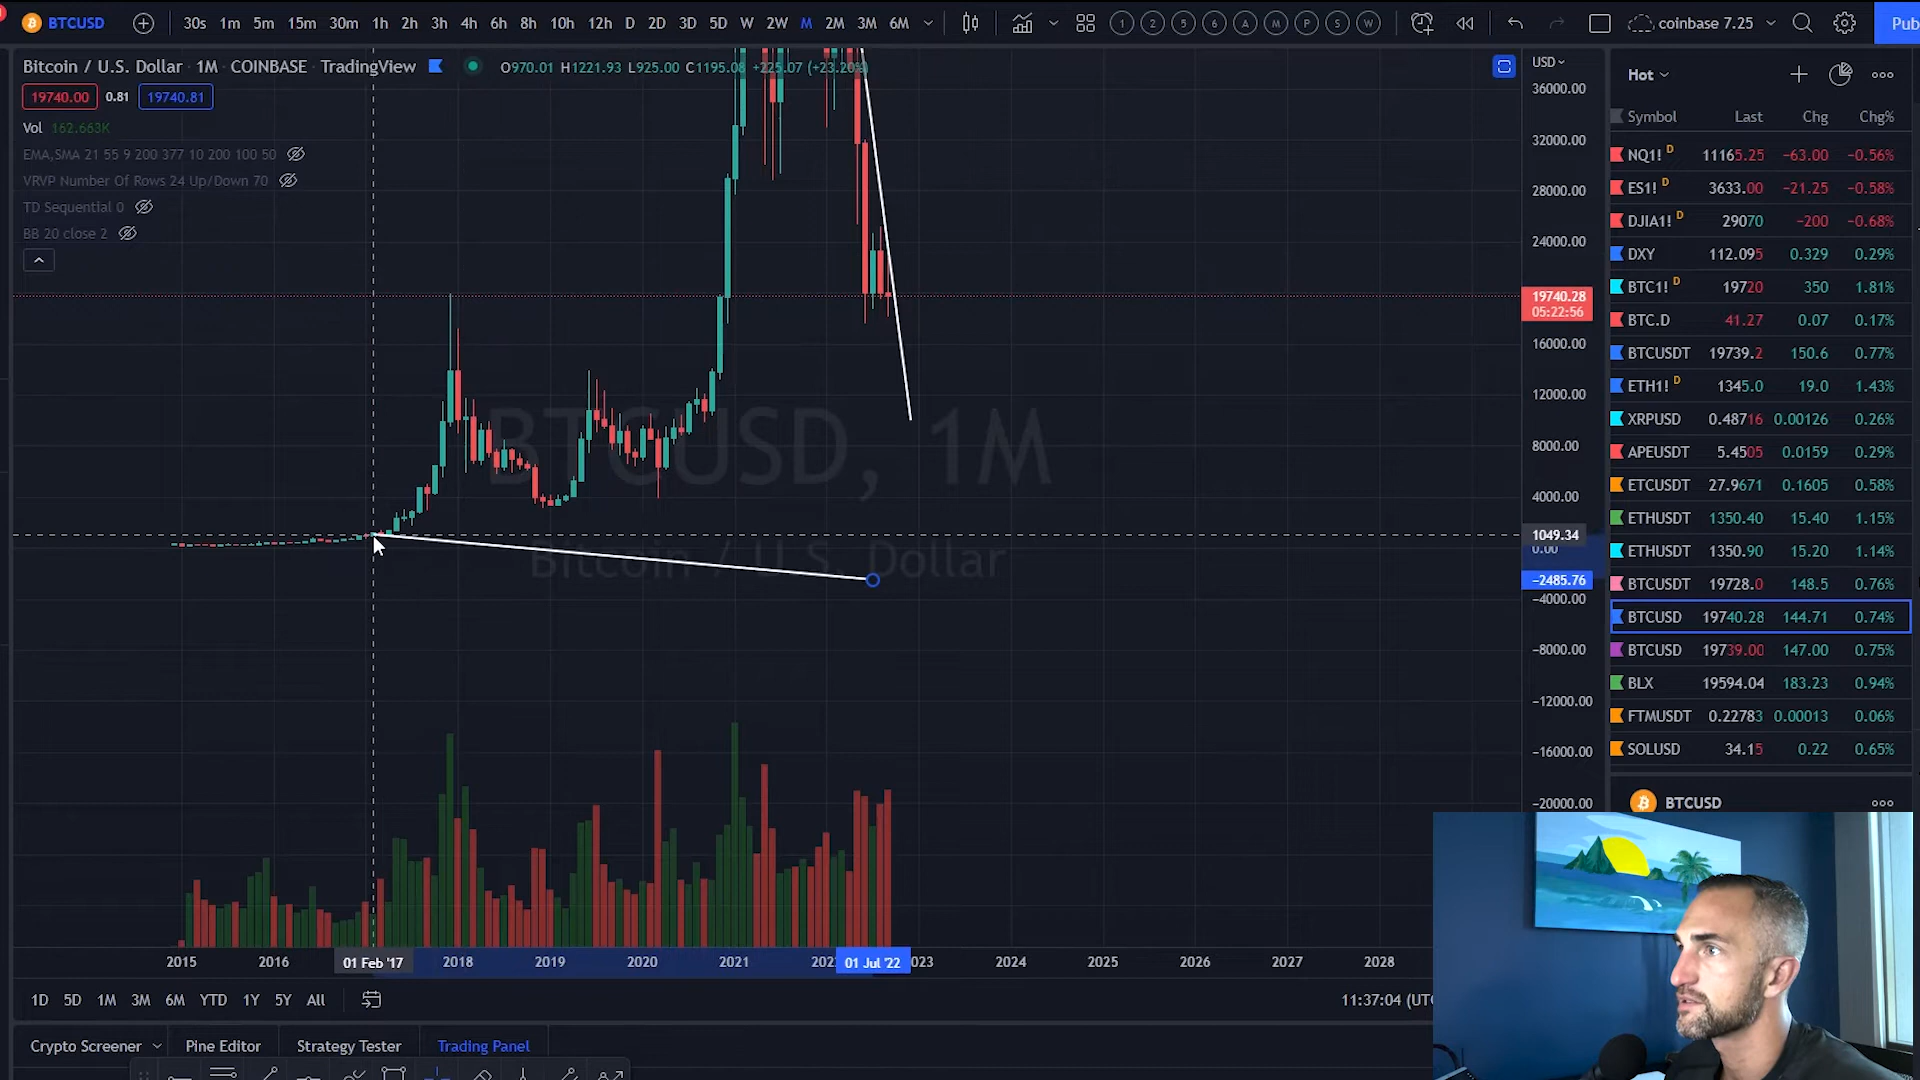 BTCUSD 30s 1m 5m 15m 30m 1h 2h 3h 4h 6h 8h 10h 12h D 2D 3D 5D W 2W M 2M 3M 6M 1 2 5 6 A M P S W coinbase 7.25 Pub
Bitcoin / U.S. Dollar · 1M · COINBASE · TradingView O970.01 H1221.93 L925.00 C1195.08 +225.07 (+23.20%)
19740.00 0.81 19740.81
Vol 162.663K
EMA,SMA 21 55 9 200 377 10 200 100 50
VRVP Number Of Rows 24 Up/Down 70
TD Sequential 0
BB 20 close 2
USD
36000.00
32000.00
28000.00
24000.00
19740.28
05:22:56
16000.00
12000.00
8000.00
4000.00
1049.34
0.00
−2485.76
−4000.00
−8000.00
−12000.00
−16000.00
−20000.00
BTCUSD, 1M
Bitcoin / U.S. Dollar
2015 2016 01 Feb '17 2018 2019 2020 2021 202 01 Jul '22 023 2024 2025 2026 2027 2028
1D 5D 1M 3M 6M YTD 1Y 5Y All 11:37:04 (UTC
Crypto Screener Pine Editor Strategy Tester Trading Panel
Hot
Symbol Last Chg Chg%
NQ1! D 11165.25 −63.00 −0.56%
ES1! D 3633.00 −21.25 −0.58%
DJIA1! D 29070 −200 −0.68%
DXY 112.095 0.329 0.29%
BTC1! D 19720 350 1.81%
BTC.D 41.27 0.07 0.17%
BTCUSDT 19739.2 150.6 0.77%
ETH1! D 1345.0 19.0 1.43%
XRPUSD 0.48716 0.00126 0.26%
APEUSDT 5.4505 0.0159 0.29%
ETCUSDT 27.9671 0.1605 0.58%
ETHUSDT 1350.40 15.40 1.15%
ETHUSDT 1350.90 15.20 1.14%
BTCUSDT 19728.0 148.5 0.76%
BTCUSD 19740.28 144.71 0.74%
BTCUSD 19739.00 147.00 0.75%
BLX 19594.04 183.23 0.94%
FTMUSDT 0.22783 0.00013 0.06%
SOLUSD 34.15 0.22 0.65%
BTCUSD